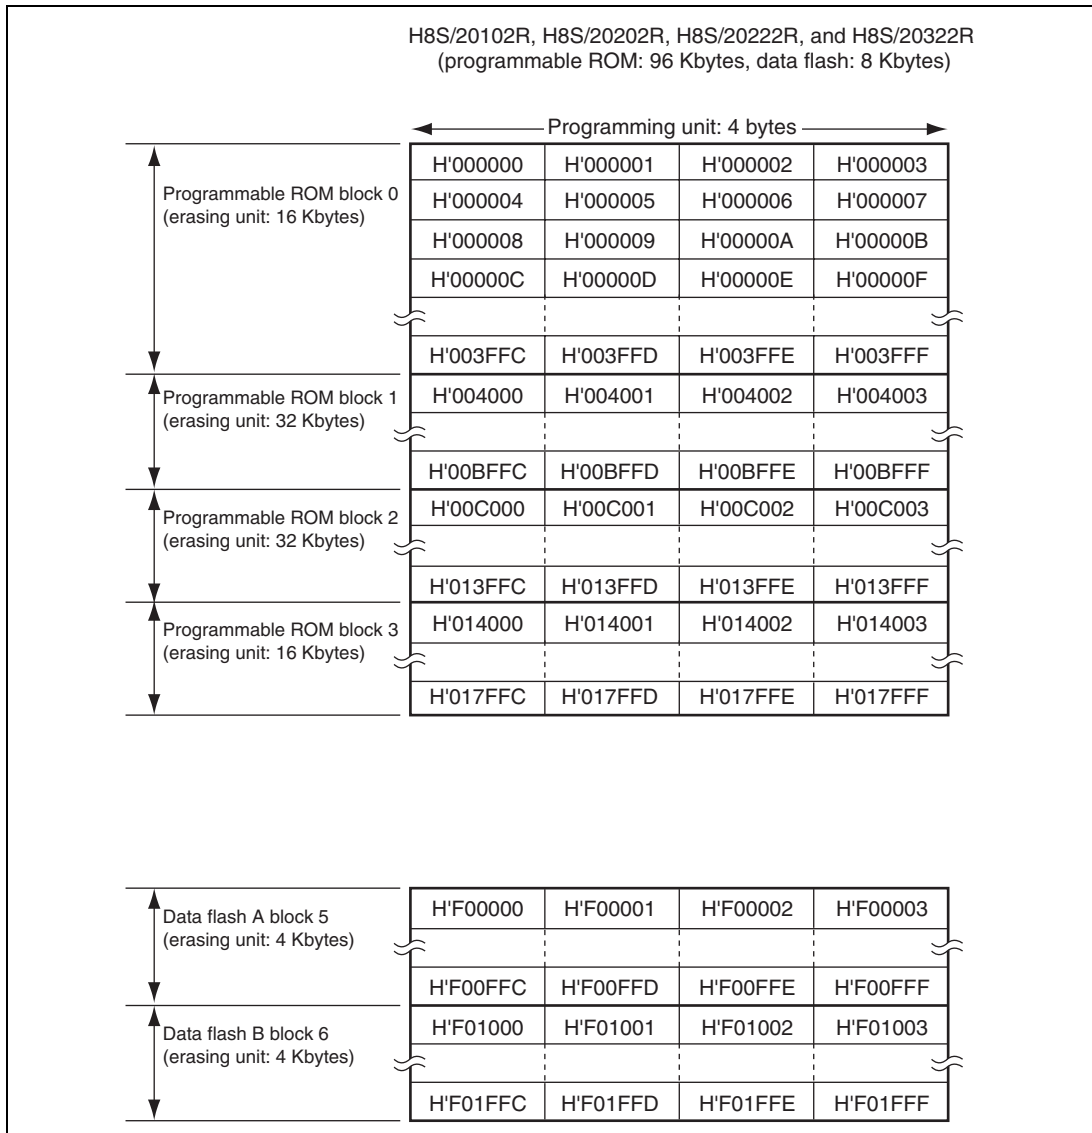 H8S/20102R, H8S/20202R, H8S/20222R, and H8S/20322R
(programmable ROM: 96 Kbytes, data flash: 8 Kbytes)
Programming unit: 4 bytes
Programmable ROM block 0
(erasing unit: 16 Kbytes)
H'000000 H'000001 H'000002 H'000003
H'000004 H'000005 H'000006 H'000007
H'000008 H'000009 H'00000A H'00000B
H'00000C H'00000D H'00000E H'00000F
H'003FFC H'003FFD H'003FFE H'003FFF
Programmable ROM block 1
(erasing unit: 32 Kbytes)
H'004000 H'004001 H'004002 H'004003
H'00BFFC H'00BFFD H'00BFFE H'00BFFF
Programmable ROM block 2
(erasing unit: 32 Kbytes)
H'00C000 H'00C001 H'00C002 H'00C003
H'013FFC H'013FFD H'013FFE H'013FFF
Programmable ROM block 3
(erasing unit: 16 Kbytes)
H'014000 H'014001 H'014002 H'014003
H'017FFC H'017FFD H'017FFE H'017FFF
Data flash A block 5
(erasing unit: 4 Kbytes)
H'F00000 H'F00001 H'F00002 H'F00003
H'F00FFC H'F00FFD H'F00FFE H'F00FFF
Data flash B block 6
(erasing unit: 4 Kbytes)
H'F01000 H'F01001 H'F01002 H'F01003
H'F01FFC H'F01FFD H'F01FFE H'F01FFF